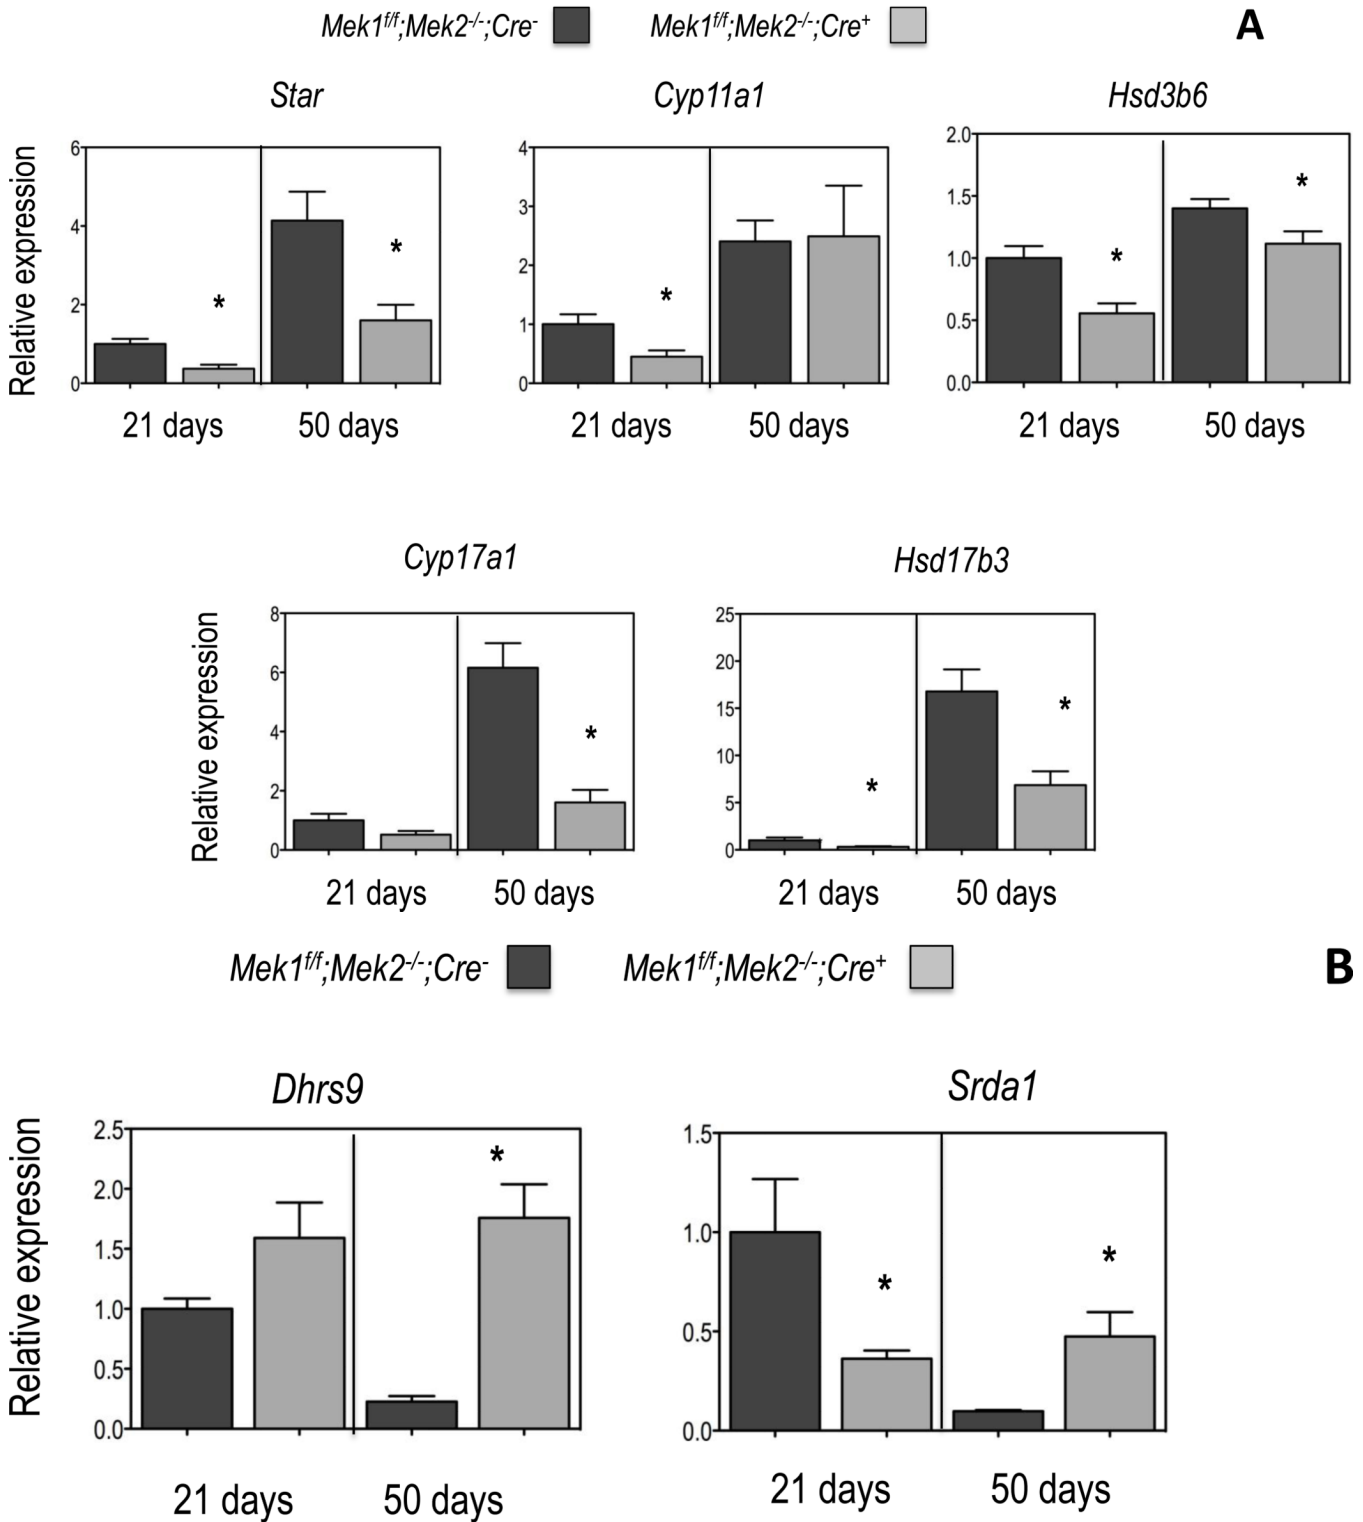 Mek1f/f;Mek2-/-;Cre- Mek1f/f;Mek2-/-;Cre+ A
Star Cyp11a1 Hsd3b6
Relative expression
6
4
2
0
* *
21 days 50 days
4
3
2
1
0
*
21 days 50 days
2.0
1.5
1.0
0.5
0.0
* *
21 days 50 days
Cyp17a1 Hsd17b3
Relative expression
8
6
4
2
0
*
21 days 50 days
25
20
15
10
5
0
* *
21 days 50 days
Mek1f/f;Mek2-/-;Cre- Mek1f/f;Mek2-/-;Cre+ B
Dhrs9 Srda1
Relative expression
2.5
2.0
1.5
1.0
0.5
0.0
*
21 days 50 days
1.5
1.0
0.5
0.0
* *
21 days 50 days